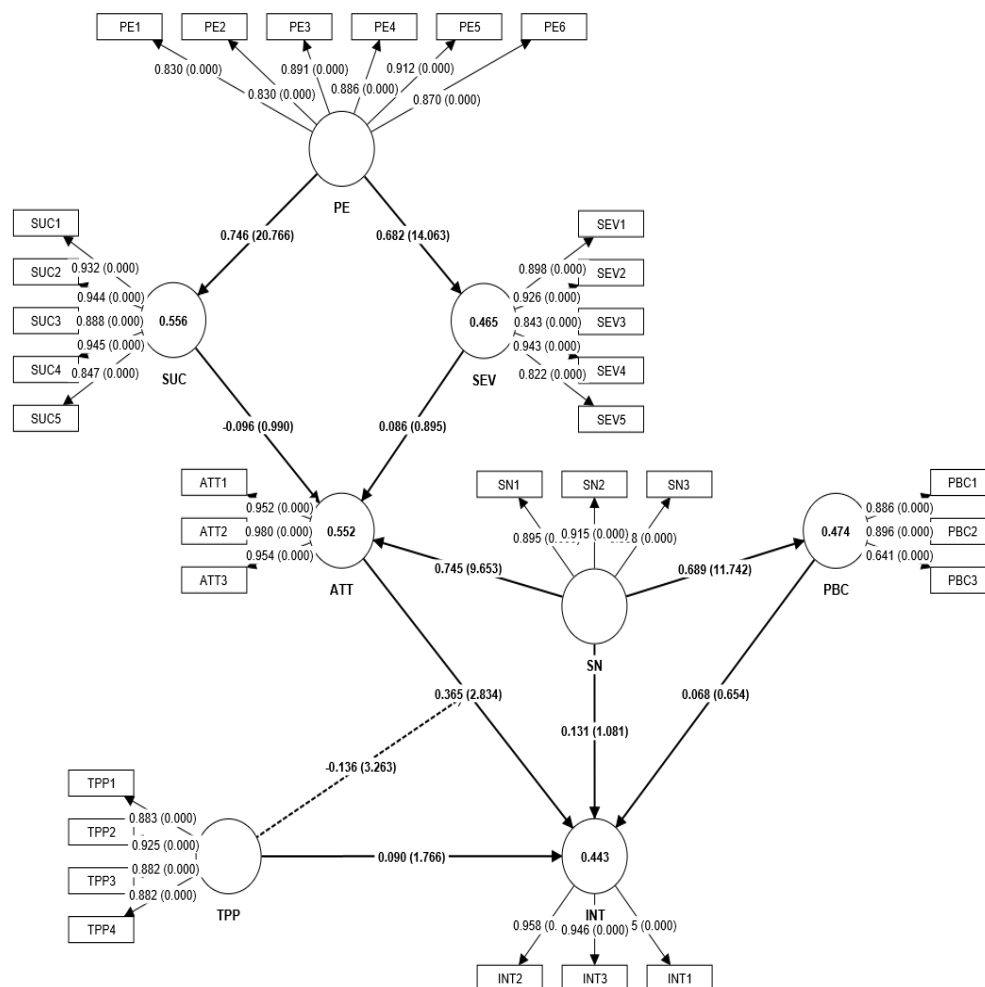 PE1 PE2 PE3 PE4 PE5 PE6
0.830 (0.000)
0.830 (0.000)
0.891 (0.000)
0.886 (0.000)
0.912 (0.000)
0.870 (0.000)
PE
0.746 (20.766)
0.682 (14.063)
SUC1
SUC2
SUC3
SUC4
SUC5
0.932 (0.000)
0.944 (0.000)
0.888 (0.000)
0.945 (0.000)
0.847 (0.000)
0.556
SUC
0.465
SEV
0.898 (0.000)
0.926 (0.000)
0.843 (0.000)
0.943 (0.000)
0.822 (0.000)
SEV1
SEV2
SEV3
SEV4
SEV5
-0.096 (0.990)
0.086 (0.895)
ATT1
ATT2
ATT3
0.952 (0.000)
0.980 (0.000)
0.954 (0.000)
0.552
ATT
SN1 SN2 SN3
0.895
0.915 (0.000)
(0.000)
0.745 (9.653)
0.689 (11.742)
SN
0.474
PBC
0.886 (0.000)
0.896 (0.000)
0.641 (0.000)
PBC1
PBC2
PBC3
0.365 (2.834)
0.131 (1.081)
0.068 (0.654)
-0.136 (3.263)
TPP1
TPP2
TPP3
TPP4
0.883 (0.000)
0.925 (0.000)
0.882 (0.000)
0.882 (0.000)
TPP
0.090 (1.766)
0.443
INT
0.958
0.946 (0.000)
(0.000)
INT2 INT3 INT1